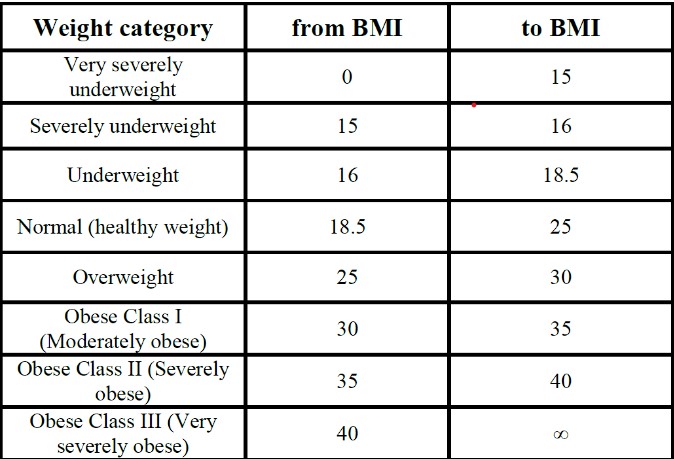 Weight category from BMI to BMI
Very severely
underweight 0 15
Severely underweight 15 16
Underweight 16 18.5
Normal (healthy weight) 18.5 25
Overweight 25 30
Obese Class I
(Moderately obese) 30 35
Obese Class II (Severely
obese) 35 40
Obese Class III (Very
severely obese) 40 ∞